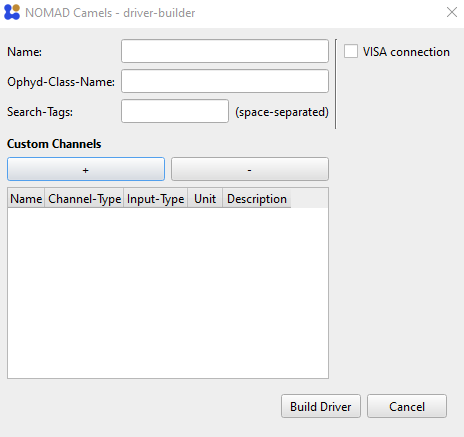 NOMAD Camels - driver-builder
Name:
VISA connection
Ophyd-Class-Name:
Search-Tags:
(space-separated)
Custom Channels
+
-
Name Channel-Type Input-Type Unit Description
Build Driver
Cancel